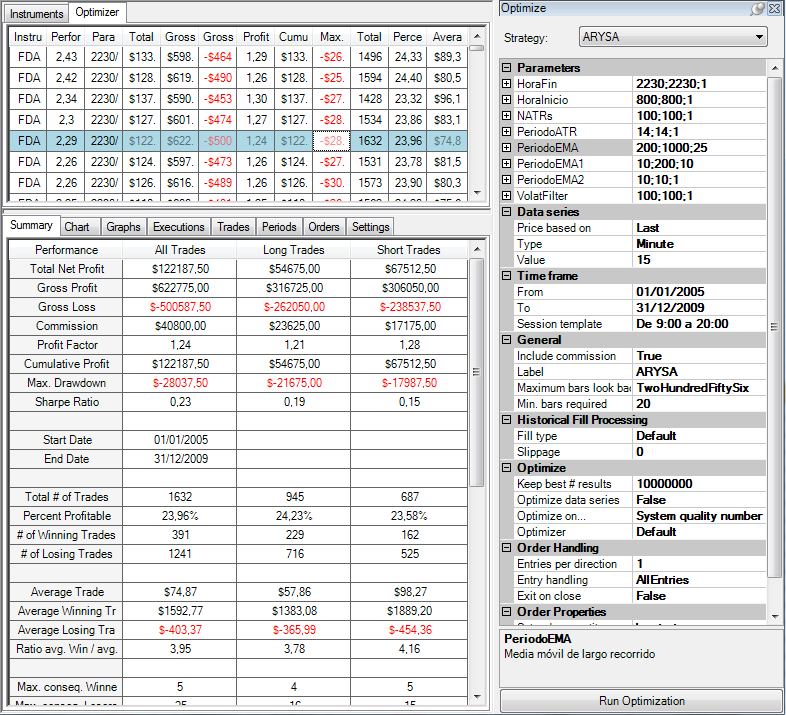 Instruments Optimizer
Instru Perfor Para Total Gross Gross Profit Cumu Max. Total Perce Avera
FDA 2,43 2230/ $133. $598. -$464 1,29 $133. -$26. 1496 24,33 $89,3
FDA 2,42 2230/ $128. $619. -$490 1,26 $128. -$25. 1594 24,40 $80,5
FDA 2,34 2230/ $137. $590. -$453 1,30 $137. -$27. 1428 23,32 $96,1
FDA 2,3 2230/ $127. $601. -$474 1,27 $127. -$28. 1534 23,86 $83,1
FDA 2,29 2230/ $122. $622. -$500 1,24 $122. -$28. 1632 23,96 $74,8
FDA 2,26 2230/ $124. $597. -$473 1,26 $124. -$27. 1531 23,78 $81,5
FDA 2,26 2230/ $126. $616. -$489 1,26 $126. -$30. 1573 23,90 $80,3
Summary Chart Graphs Executions Trades Periods Orders Settings
Performance All Trades Long Trades Short Trades
Total Net Profit $122187,50 $54675,00 $67512,50
Gross Profit $622775,00 $316725,00 $306050,00
Gross Loss $-500587,50 $-262050,00 $-238537,50
Commission $40800,00 $23625,00 $17175,00
Profit Factor 1,24 1,21 1,28
Cumulative Profit $122187,50 $54675,00 $67512,50
Max. Drawdown $-28037,50 $-21675,00 $-17987,50
Sharpe Ratio 0,23 0,19 0,15
Start Date 01/01/2005
End Date 31/12/2009
Total # of Trades 1632 945 687
Percent Profitable 23,96% 24,23% 23,58%
# of Winning Trades 391 229 162
# of Losing Trades 1241 716 525
Average Trade $74,87 $57,86 $98,27
Average Winning Tr $1592,77 $1383,08 $1889,20
Average Losing Tra $-403,37 $-365,99 $-454,36
Ratio avg. Win / avg. 3,95 3,78 4,16
Max. conseq. Winne 5 4 5
Optimize
Strategy: ARYSA
Parameters
HoraFin 2230;2230;1
HoraInicio 800;800;1
NATRs 100;100;1
PeriodoATR 14;14;1
PeriodoEMA 200;1000;25
PeriodoEMA1 10;200;10
PeriodoEMA2 10;10;1
VolatFilter 100;100;1
Data series
Price based on Last
Type Minute
Value 15
Time frame
From 01/01/2005
To 31/12/2009
Session template De 9:00 a 20:00
General
Include commission True
Label ARYSA
Maximum bars look bac TwoHundredFiftySix
Min. bars required 20
Historical Fill Processing
Fill type Default
Slippage 0
Optimize
Keep best # results 10000000
Optimize data series False
Optimize on... System quality number
Optimizer Default
Order Handling
Entries per direction 1
Entry handling AllEntries
Exit on close False
Order Properties
PeriodoEMA
Media móvil de largo recorrido
Run Optimization